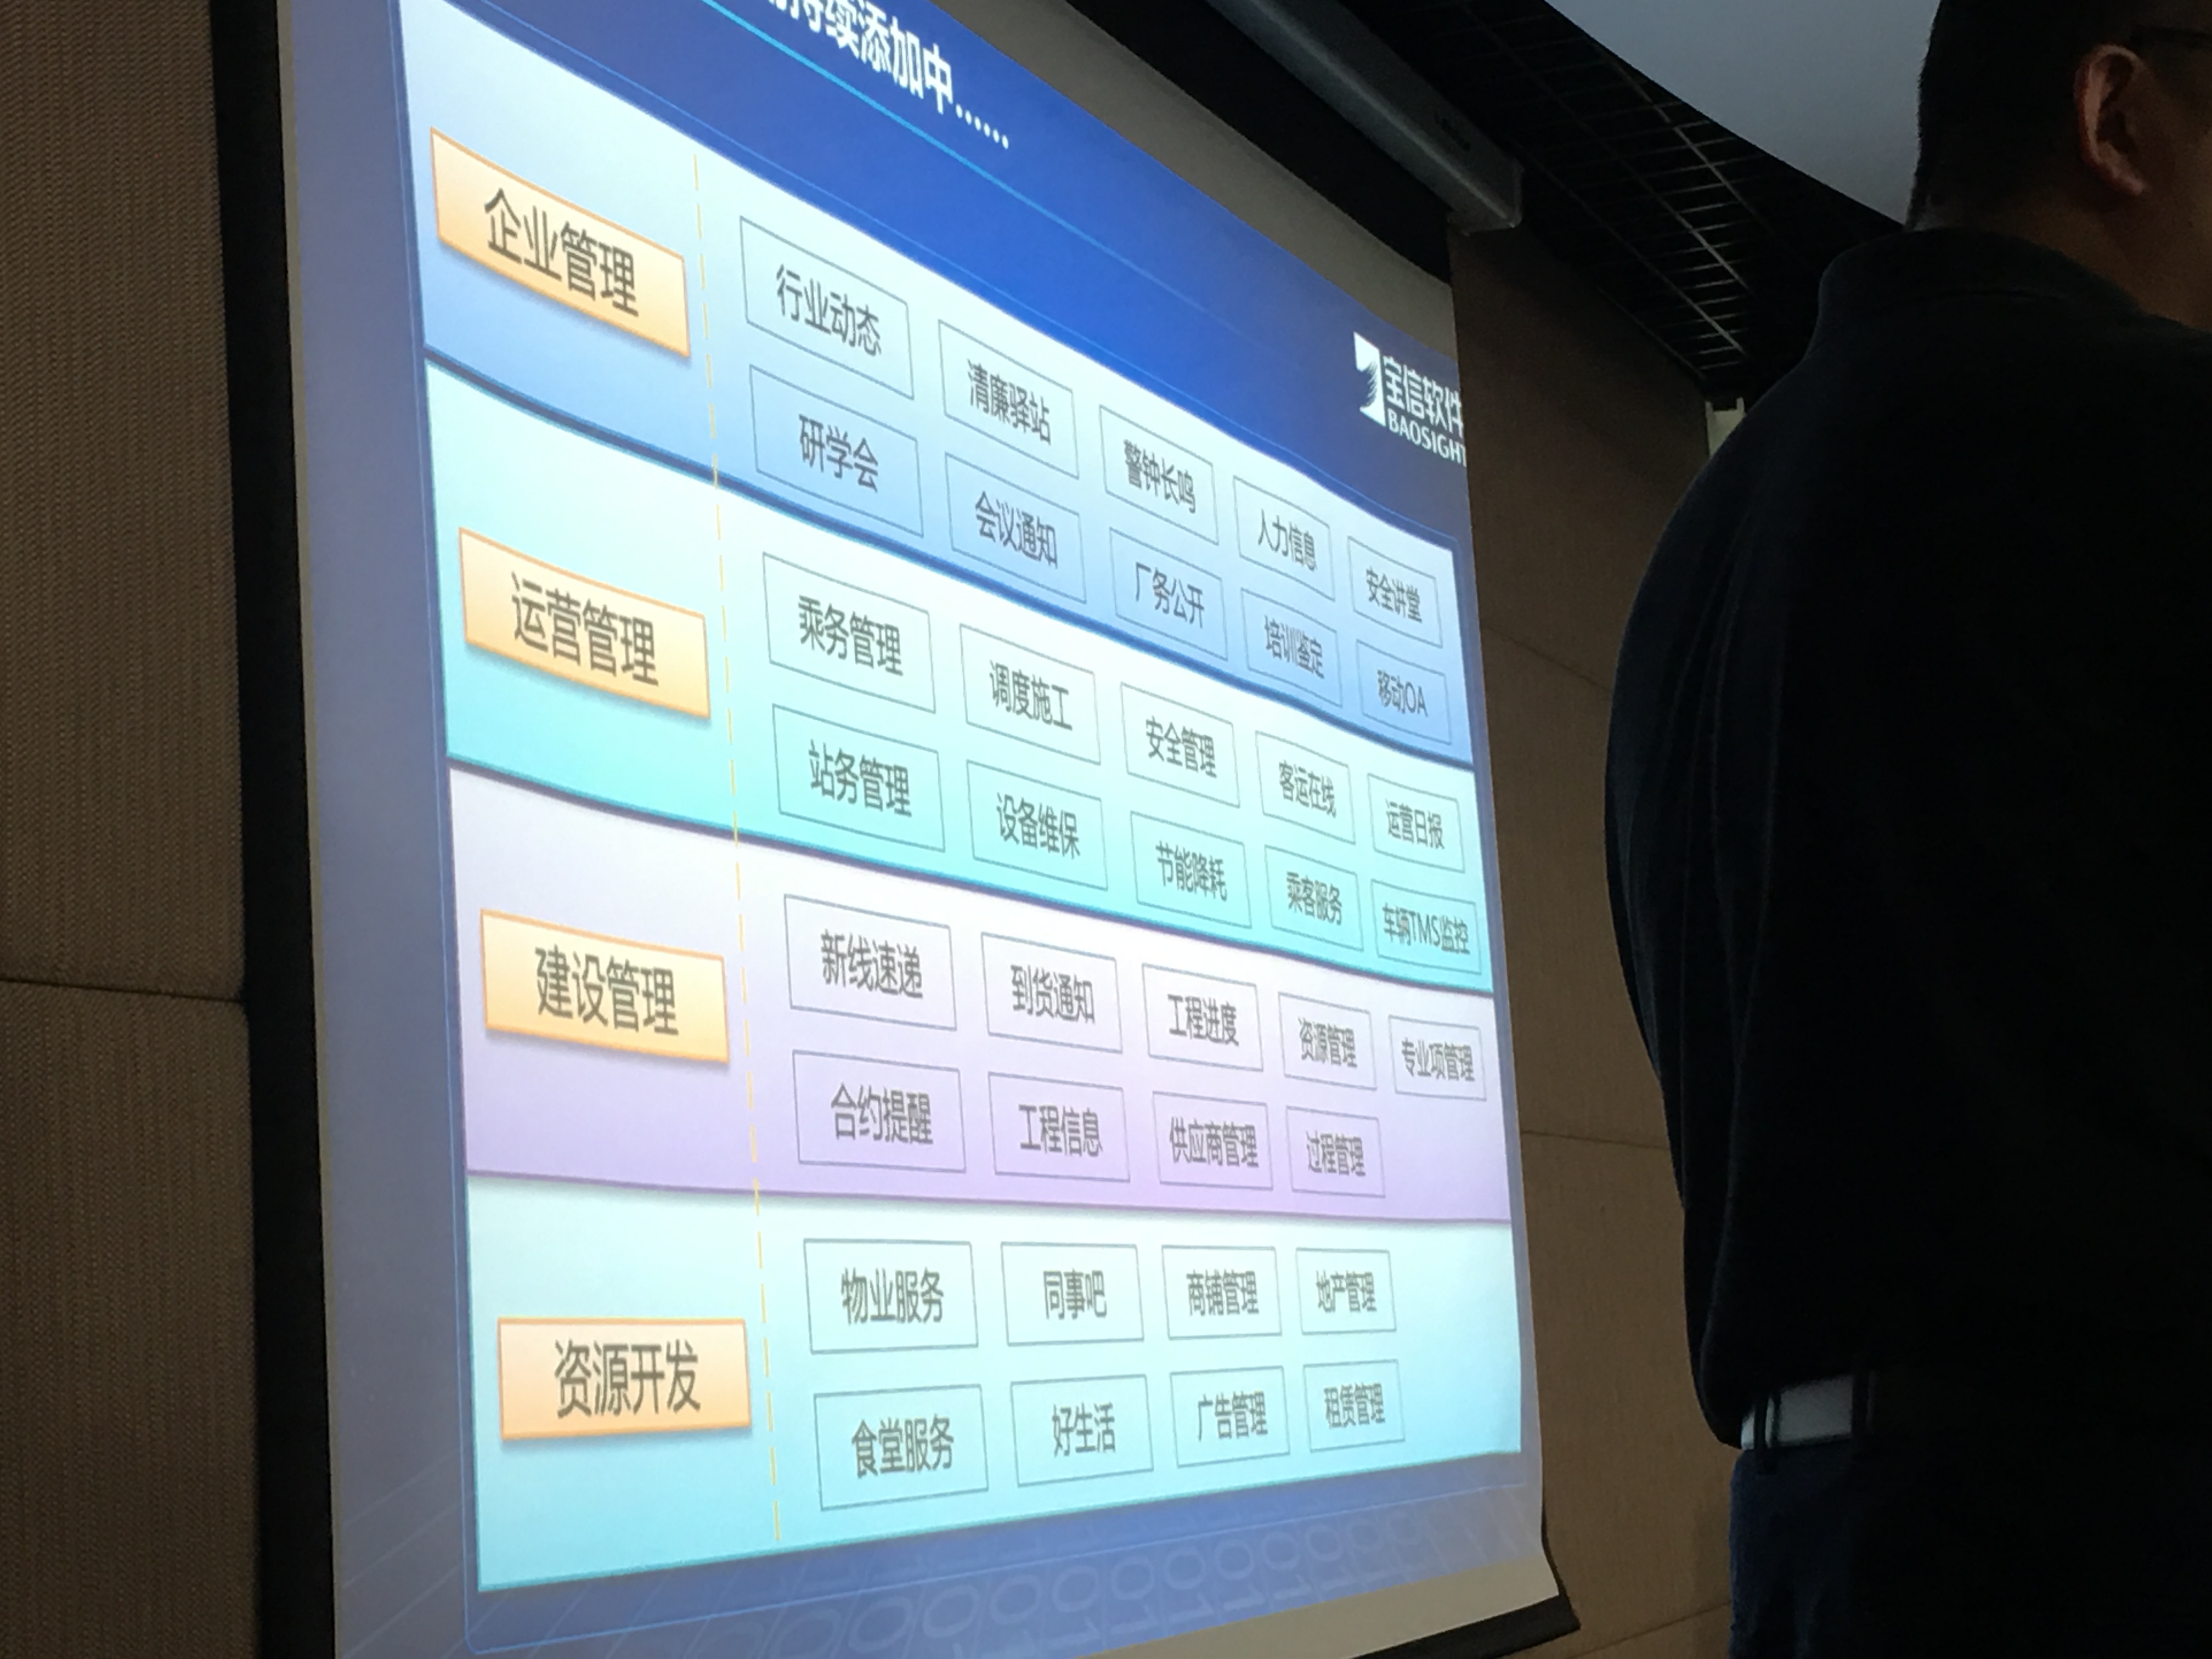 持续添加中......
宝信软件
BAOSIGHT
企业管理
行业动态 清廉驿站 警钟长鸣 人力信息 安全讲堂
研学会 会议通知 厂务公开 培训鉴定 移动OA
运营管理
乘务管理 调度施工 安全管理 客运在线 运营日报
站务管理 设备维保 节能降耗 乘客服务 车辆TMS监控
建设管理
新线速递 到货通知 工程进度 资源管理 专业项管理
合约提醒 工程信息 供应商管理 过程管理
资源开发
物业服务 同事吧 商铺管理 地产管理
食堂服务 好生活 广告管理 租赁管理